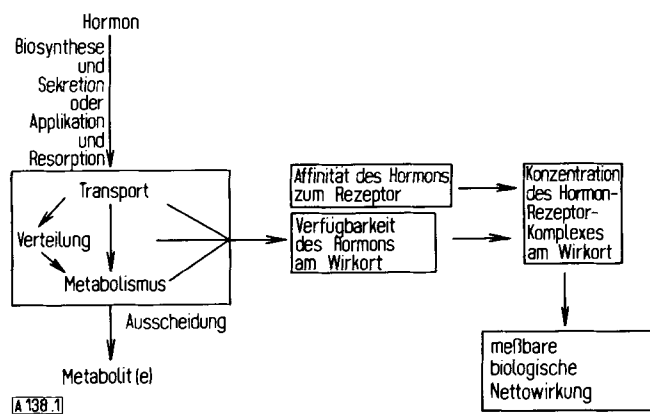 Hormon
Biosynthese
und
Sekretion
oder
Applikation
und
Resorption
Transport
Verteilung
Metabolismus
Ausscheidung
Metabolit(e)
Affinität des Hormons
zum Rezeptor
Verfügbarkeit
des Hormons
am Wirkort
Konzentration
des Hormon-
Rezeptor-
Komplexes
am Wirkort
meßbare
biologische
Nettowirkung
A 138.1